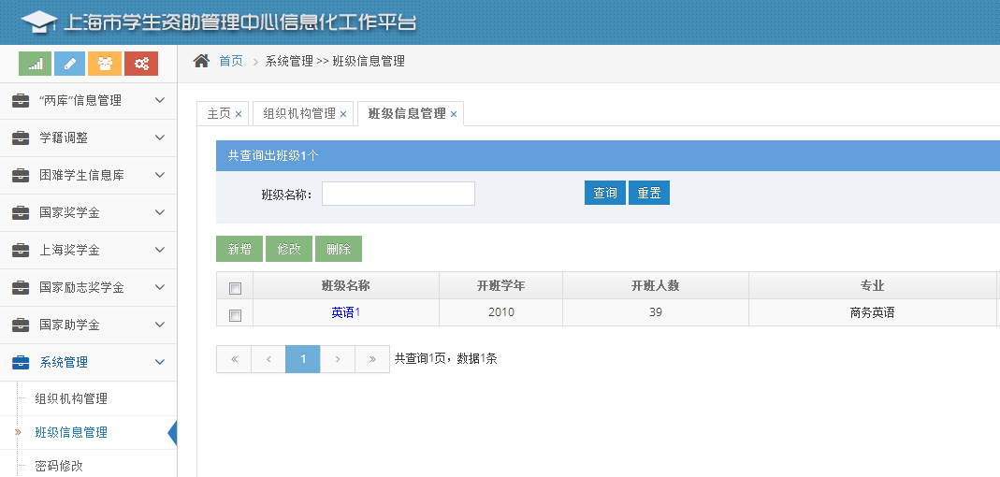 上海市学生资助管理中心信息化工作平台
首页 > 系统管理 >> 班级信息管理
“两库”信息管理
学籍调整
困难学生信息库
国家奖学金
上海奖学金
国家励志奖学金
国家助学金
系统管理
组织机构管理
» 班级信息管理
密码修改
主页 × 组织机构管理 × 班级信息管理 ×
共查询出班级1个
班级名称： 查询 重置
新增 修改 删除
班级名称 开班学年 开班人数 专业
英语1 2010 39 商务英语
« ‹ 1 › » 共查询1页，数据1条